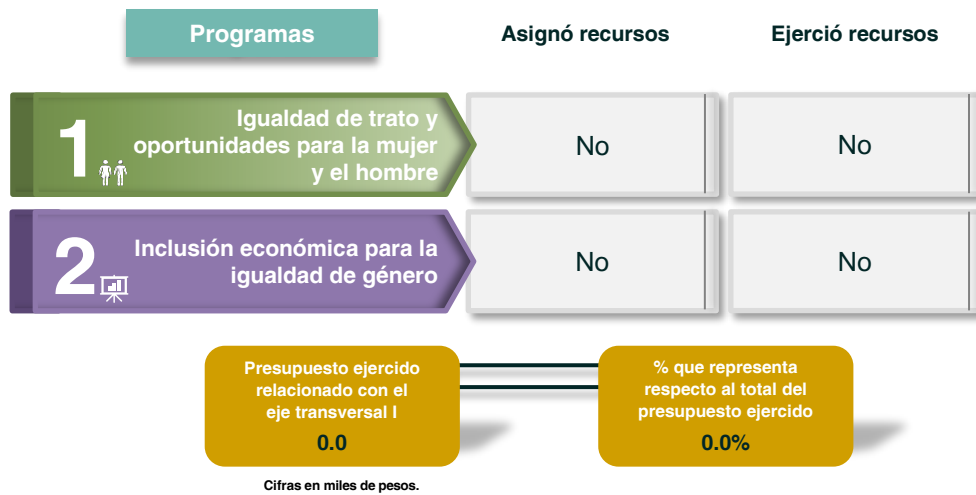 Programas
Asignó recursos
Ejerció recursos
1
Igualdad de trato y
oportunidades para la mujer
y el hombre
No
No
2
Inclusión económica para la
igualdad de género
No
No
Presupuesto ejercido
relacionado con el
eje transversal I
0.0
% que representa
respecto al total del
presupuesto ejercido
0.0%
Cifras en miles de pesos.